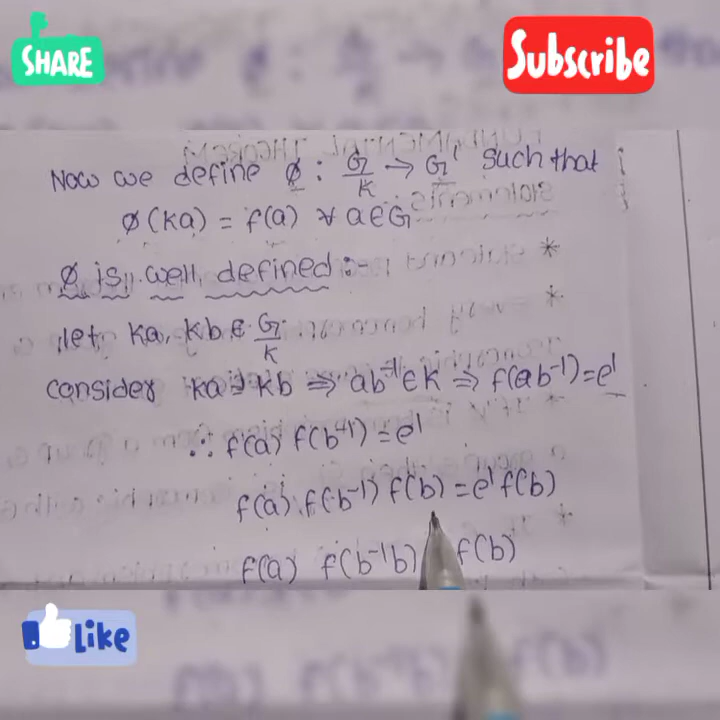 SHARE
Subscribe
Now we define ø : G/K → G' such that
ø(Ka) = f(a) ∀ a∈G
ø is well defined :-
let Ka, Kb ∈ G/K
consider Ka = Kb ⇒ ab⁻¹ ∈ K ⇒ f(ab⁻¹) = e'
∴ f(a) f(b⁻¹) = e'
f(a) f(b⁻¹) f(b) = e' f(b)
f(a) f(b⁻¹b) f(b)
Like